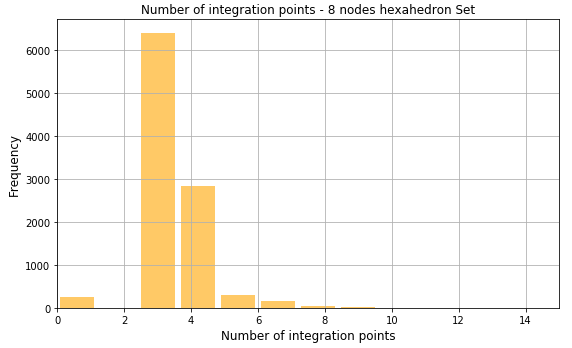 Number of integration points - 8 nodes hexahedron Set
Frequency
6000
5000
4000
3000
2000
1000
0
0 2 4 6 8 10 12 14
Number of integration points